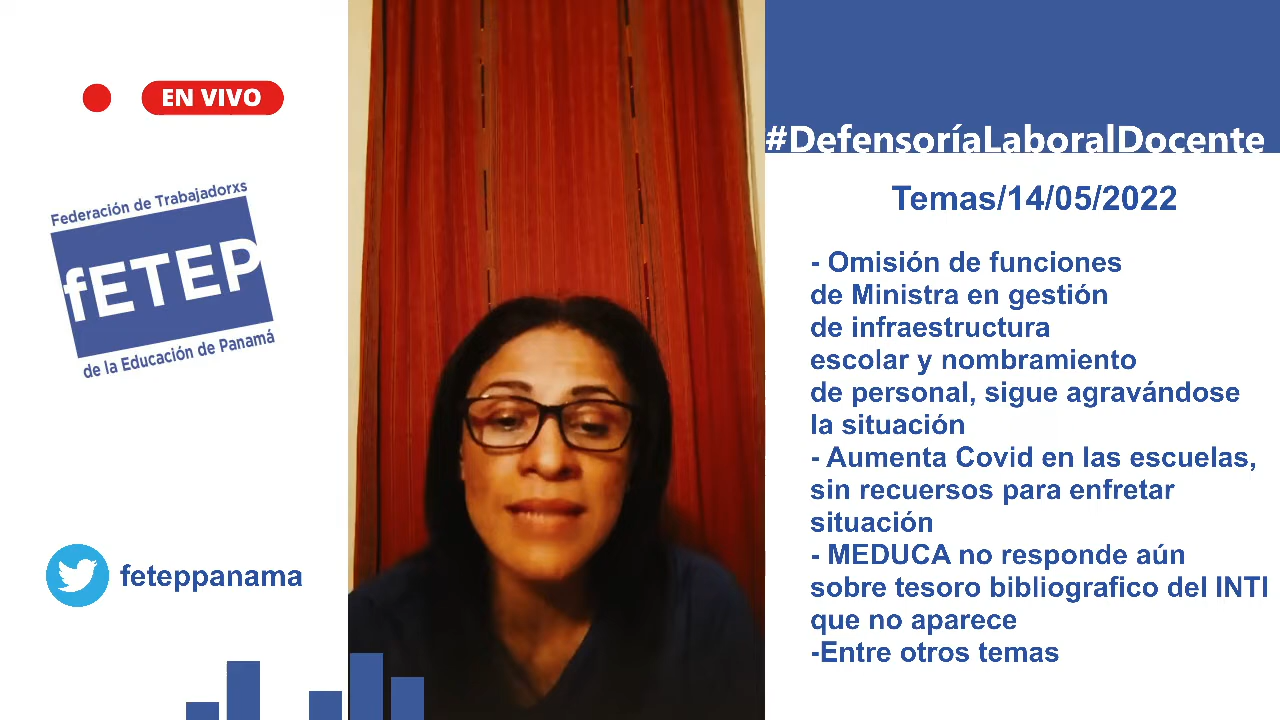 EN VIVO
Federación de Trabajadorxs
fETEP
de la Educación de Panamá
feteppanama
#DefensoríaLaboralDocente
Temas/14/05/2022
- Omisión de funciones
de Ministra en gestión
de infraestructura
escolar y nombramiento
de personal, sigue agravándose
la situación
- Aumenta Covid en las escuelas,
sin recuersos para enfretar
situación
- MEDUCA no responde aún
sobre tesoro bibliografico del INTI
que no aparece
-Entre otros temas